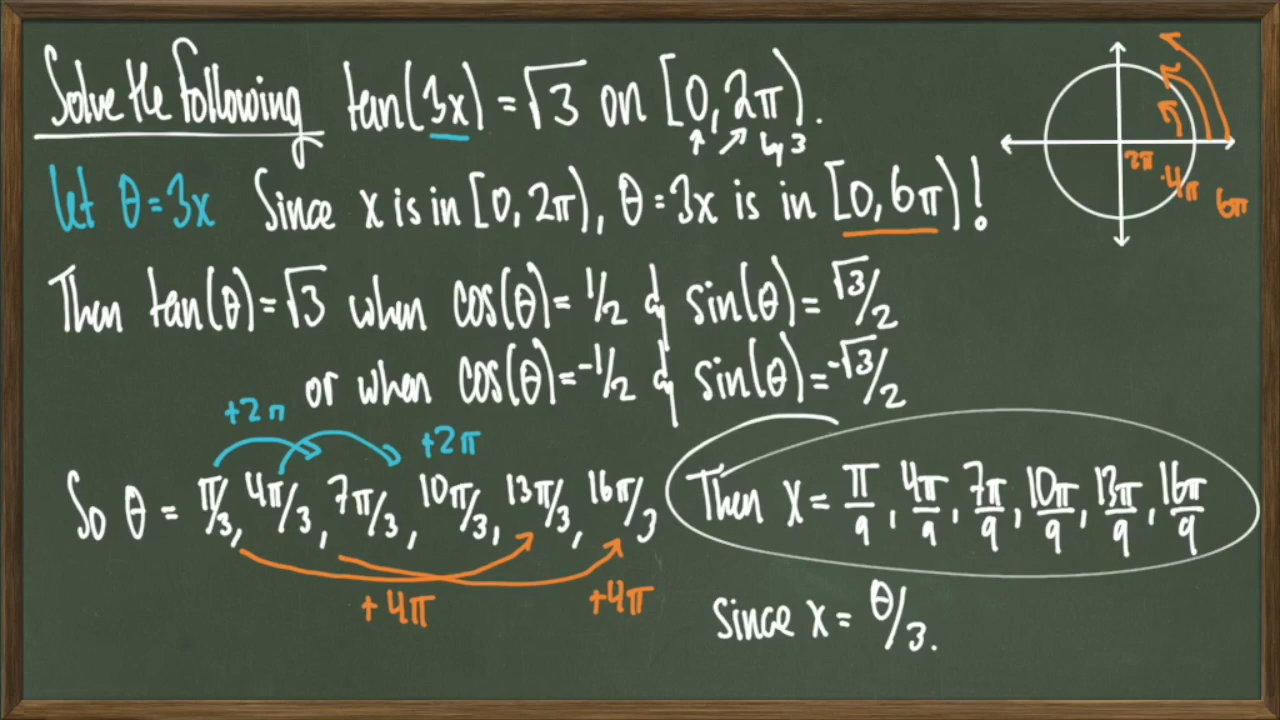 Solve the Following tan(3x) = √3 on [0, 2π).
by 3
2π 4π 6π
Let θ = 3x Since x is in [0, 2π), θ = 3x is in [0, 6π)!
Then tan(θ) = √3 when cos(θ) = 1/2 & sin(θ) = √3/2
or when cos(θ) = -1/2 & sin(θ) = -√3/2
+2π +2π
So θ = π/3, 4π/3, 7π/3, 10π/3, 13π/3, 16π/3
Then x = π/9, 4π/9, 7π/9, 10π/9, 13π/9, 16π/9
+4π +4π
since x = θ/3.